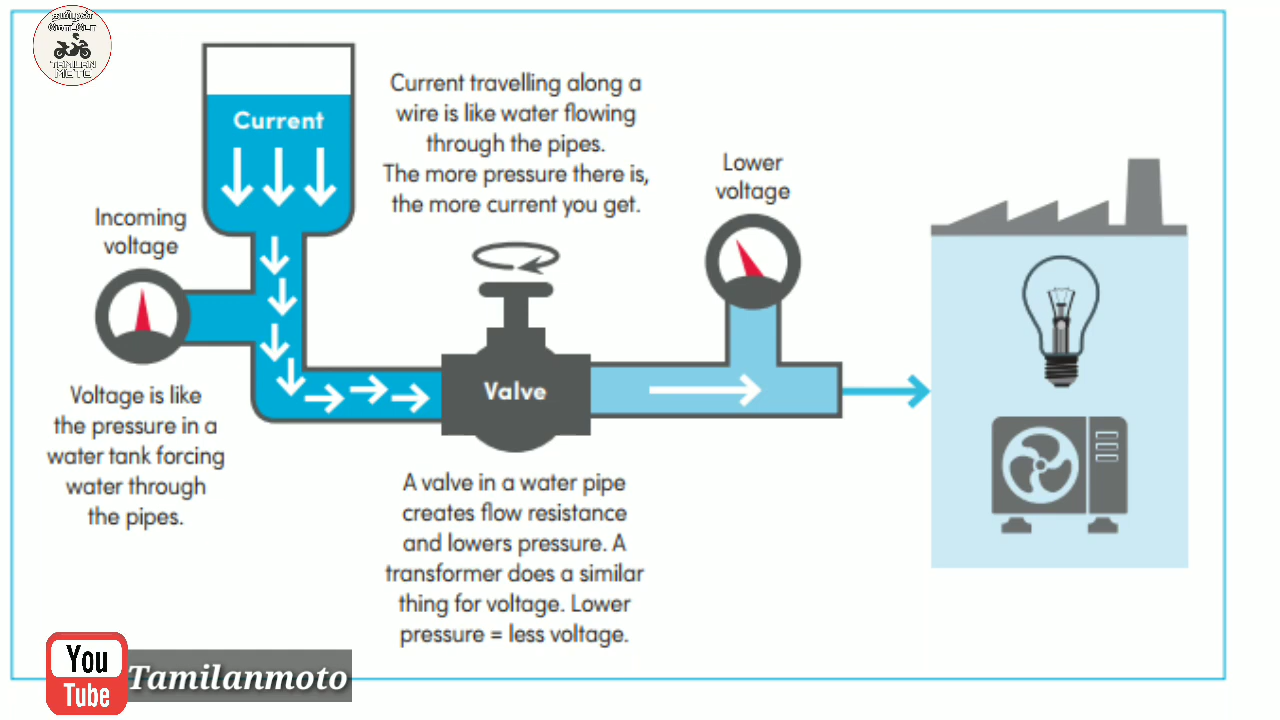 TAMILAN
MOTO
Current
Current travelling along a
wire is like water flowing
through the pipes.
The more pressure there is,
the more current you get.
Lower
voltage
Incoming
voltage
Voltage is like
the pressure in a
water tank forcing
water through
the pipes.
Valve
A valve in a water pipe
creates flow resistance
and lowers pressure. A
transformer does a similar
thing for voltage. Lower
pressure = less voltage.
You
Tube
Tamilanmoto